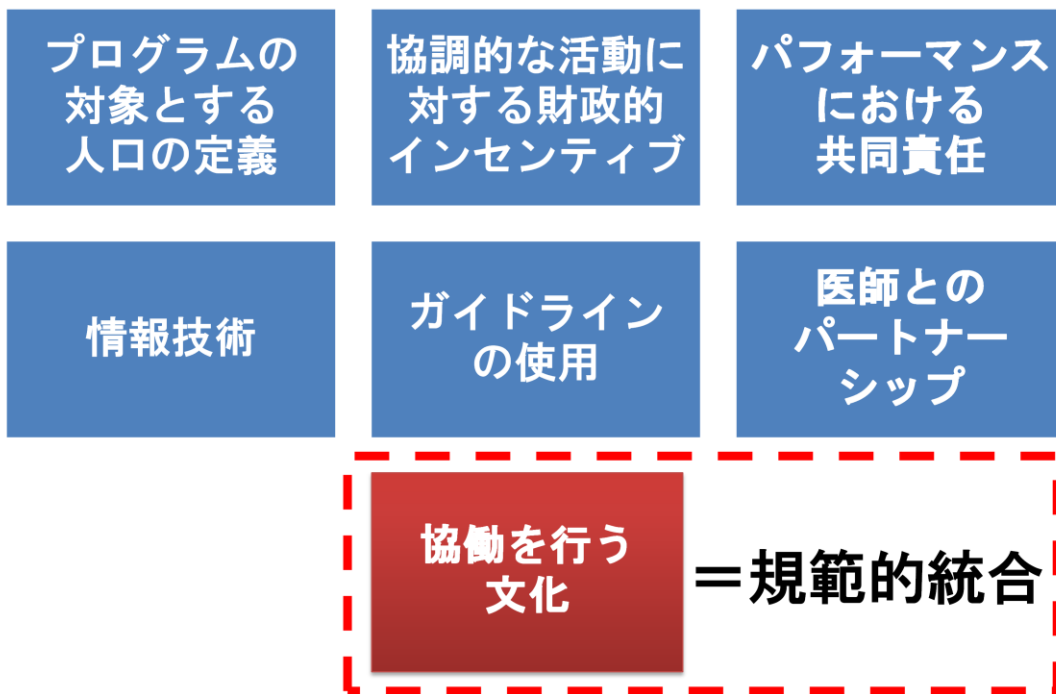 プログラムの
対象とする
人口の定義
協調的な活動に
対する財政的
インセンティブ
パフォーマンス
における
共同責任
情報技術
ガイドライン
の使用
医師との
パートナー
シップ
協働を行う
文化
＝規範的統合